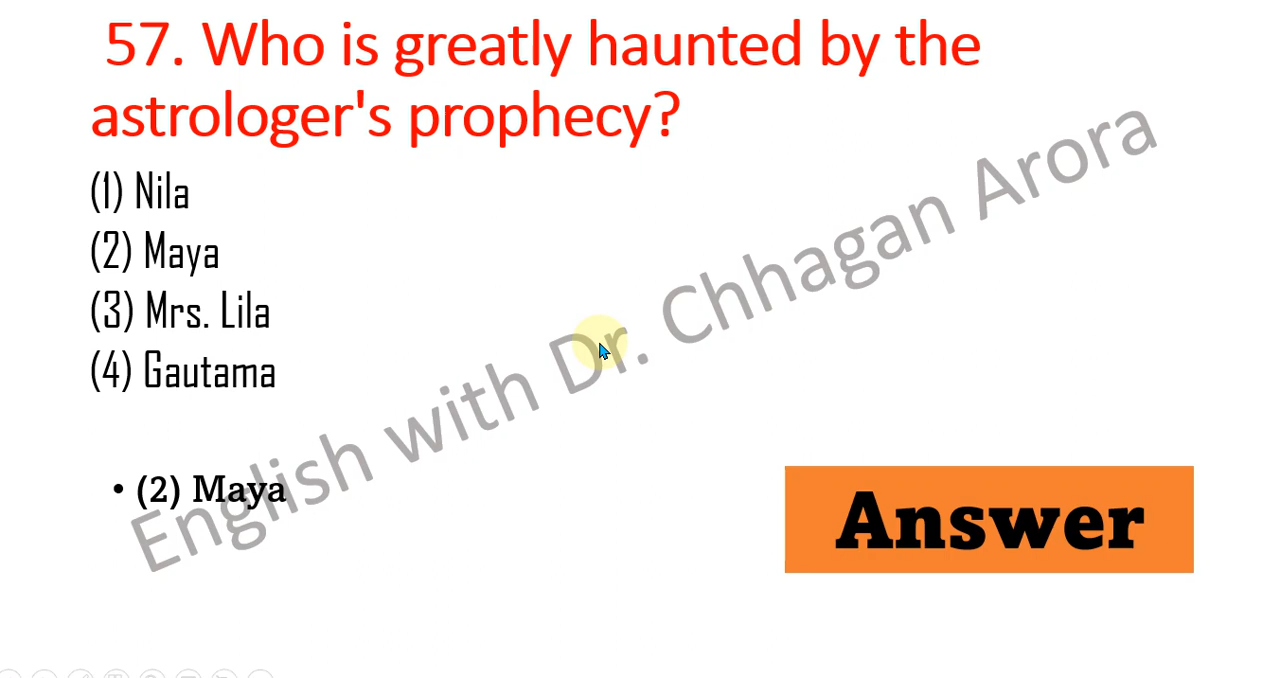 57. Who is greatly haunted by the
astrologer's prophecy?
(1) Nila
(2) Maya
(3) Mrs. Lila
(4) Gautama
• (2) Maya
Answer
English with Dr. Chhagan Arora